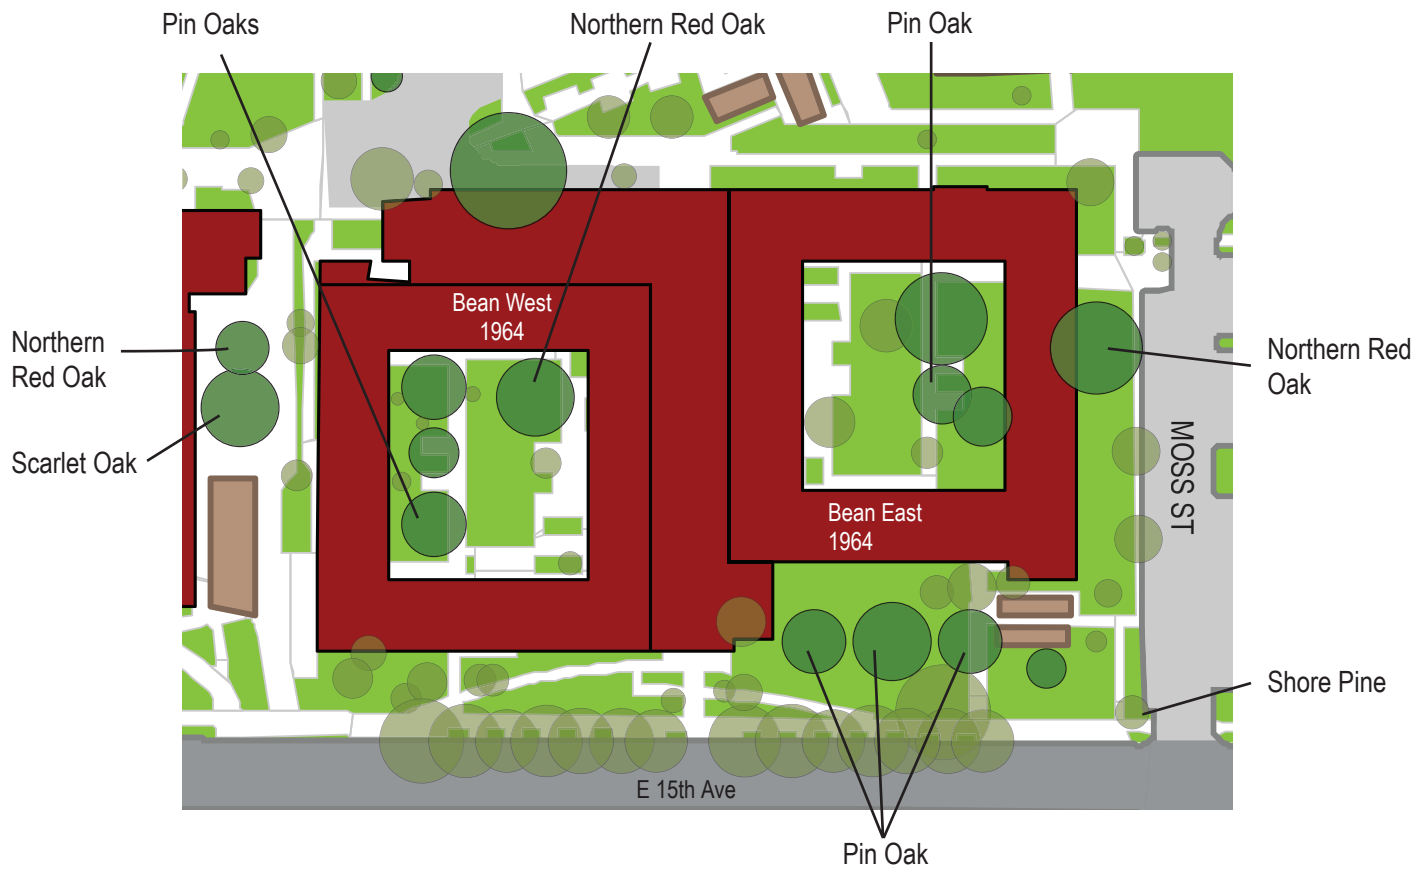 Pin Oaks
Northern Red Oak
Pin Oak
Bean West
1964
Northern
Red Oak
Northern Red
Oak
Scarlet Oak
MOSS ST
Bean East
1964
Shore Pine
E 15th Ave
Pin Oak